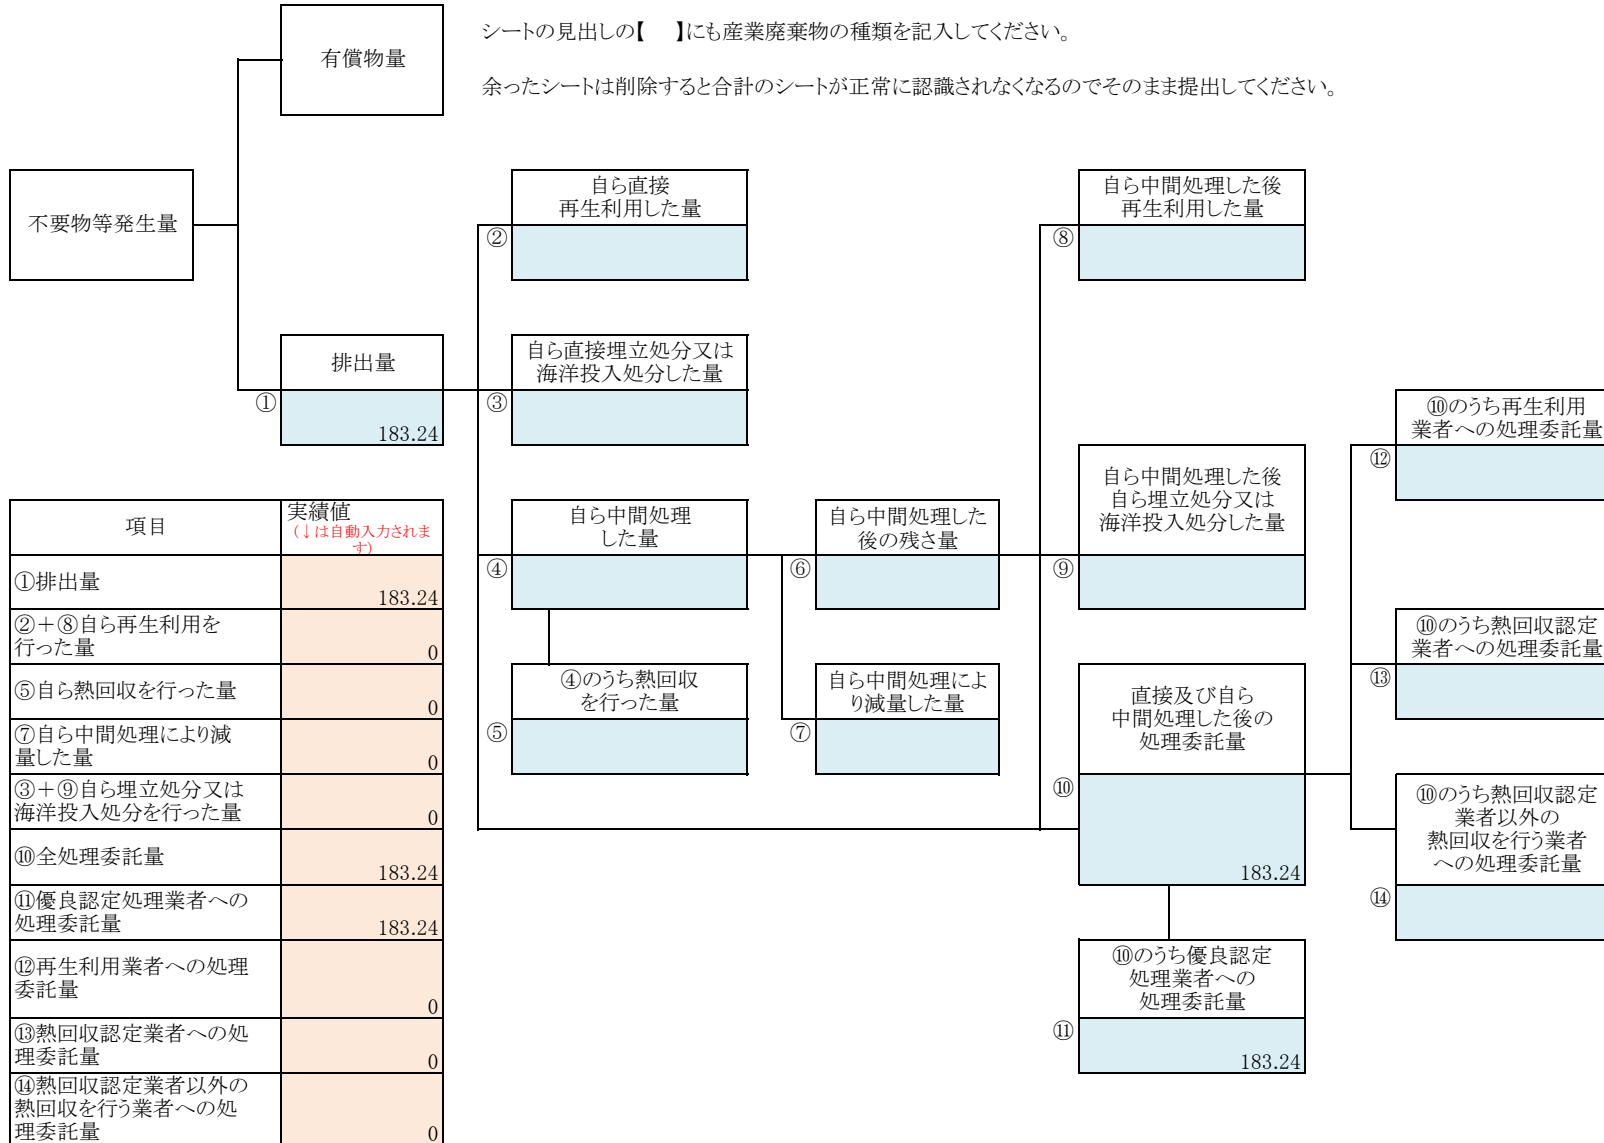 シートの見出しの【　】にも産業廃棄物の種類を記入してください。
有償物量
余ったシートは削除すると合計のシートが正常に認識されなくなるのでそのまま提出してください。
不要物等発生量
自ら直接
再生利用した量
②
自ら中間処理した後
再生利用した量
⑧
排出量
①
183.24
自ら直接埋立処分又は
海洋投入処分した量
③
⑩のうち再生利用
業者への処理委託量
⑫
自ら中間処理
した量
④
自ら中間処理した
後の残さ量
⑥
自ら中間処理した後
自ら埋立処分又は
海洋投入処分した量
⑨
④のうち熱回収
を行った量
⑤
自ら中間処理によ
り減量した量
⑦
直接及び自ら
中間処理した後の
処理委託量
⑩
183.24
⑩のうち熱回収認定
業者への処理委託量
⑬
⑩のうち熱回収認定
業者以外の
熱回収を行う業者
への処理委託量
⑭
⑩のうち優良認定
処理業者への
処理委託量
⑪
183.24
項目
実績値
(↓は自動入力されま
す)
①排出量
183.24
②＋⑧自ら再生利用を
行った量
0
⑤自ら熱回収を行った量
0
⑦自ら中間処理により減
量した量
0
③＋⑨自ら埋立処分又は
海洋投入処分を行った量
0
⑩全処理委託量
183.24
⑪優良認定処理業者への
処理委託量
183.24
⑫再生利用業者への処理
委託量
0
⑬熱回収認定業者への処
理委託量
0
⑭熱回収認定業者以外の
熱回収を行う業者への処
理委託量
0